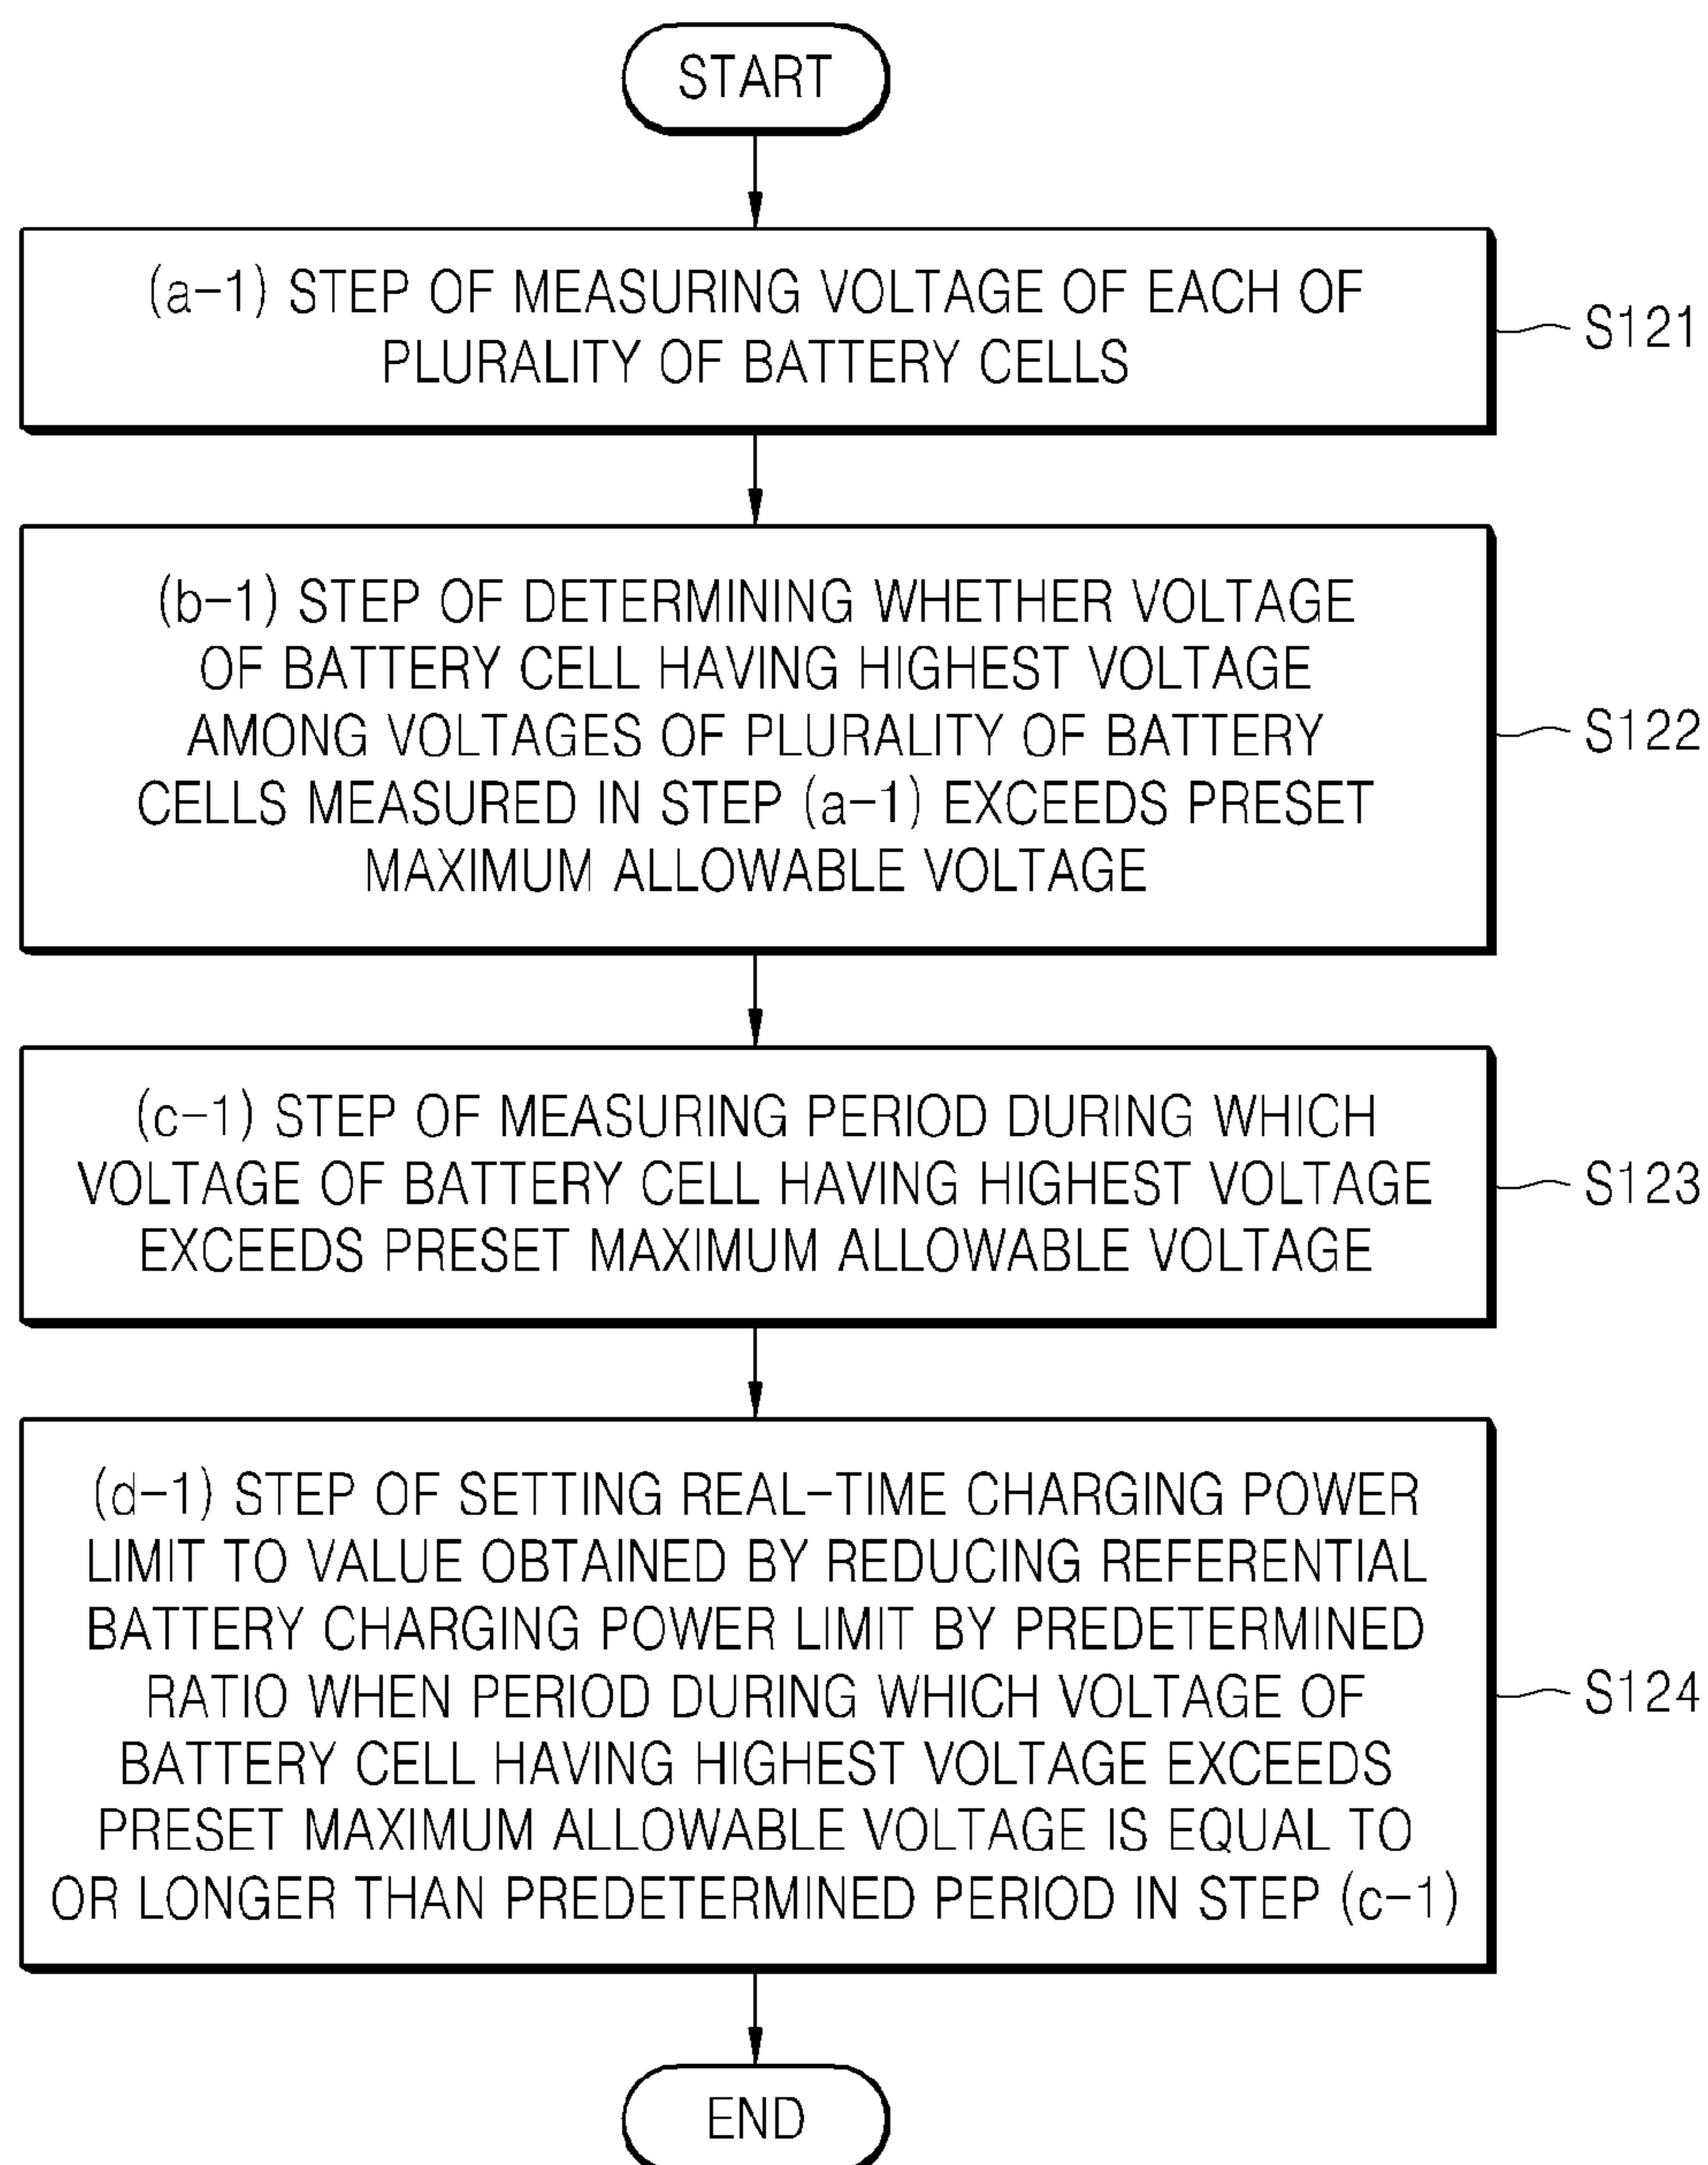 START
(a-1) STEP OF MEASURING VOLTAGE OF EACH OF
PLURALITY OF BATTERY CELLS
S121
(b-1) STEP OF DETERMINING WHETHER VOLTAGE
OF BATTERY CELL HAVING HIGHEST VOLTAGE
AMONG VOLTAGES OF PLURALITY OF BATTERY
CELLS MEASURED IN STEP (a-1) EXCEEDS PRESET
MAXIMUM ALLOWABLE VOLTAGE
S122
(c-1) STEP OF MEASURING PERIOD DURING WHICH
VOLTAGE OF BATTERY CELL HAVING HIGHEST VOLTAGE
EXCEEDS PRESET MAXIMUM ALLOWABLE VOLTAGE
S123
(d-1) STEP OF SETTING REAL-TIME CHARGING POWER
LIMIT TO VALUE OBTAINED BY REDUCING REFERENTIAL
BATTERY CHARGING POWER LIMIT BY PREDETERMINED
RATIO WHEN PERIOD DURING WHICH VOLTAGE OF
BATTERY CELL HAVING HIGHEST VOLTAGE EXCEEDS
PRESET MAXIMUM ALLOWABLE VOLTAGE IS EQUAL TO
OR LONGER THAN PREDETERMINED PERIOD IN STEP (c-1)
S124
END